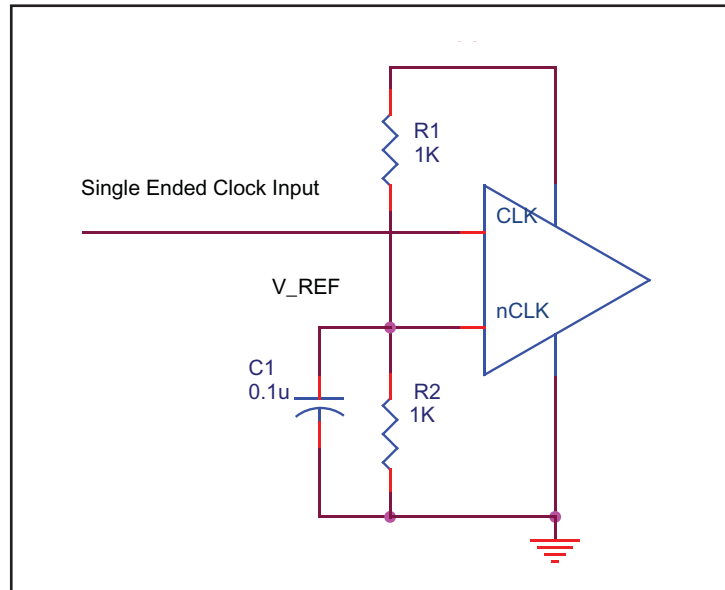 R1
1K
Single Ended Clock Input
CLK
V_REF
nCLK
C1
0.1u
R2
1K